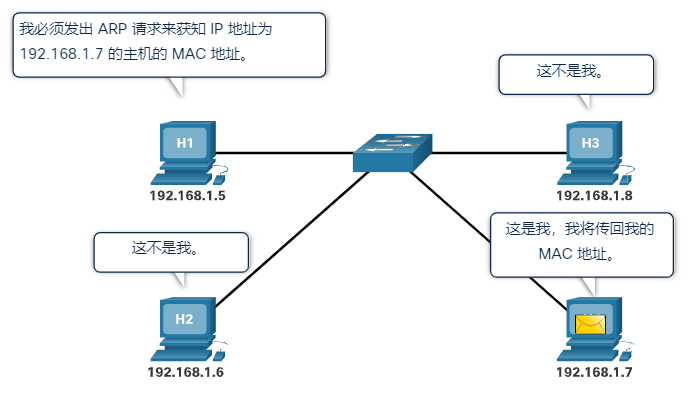 我必须发出 ARP 请求来获知 IP 地址为
192.168.1.7 的主机的 MAC 地址。
这不是我。
H1
H3
192.168.1.5
192.168.1.8
这是我，我将传回我的
MAC 地址。
这不是我。
H2
192.168.1.6
192.168.1.7